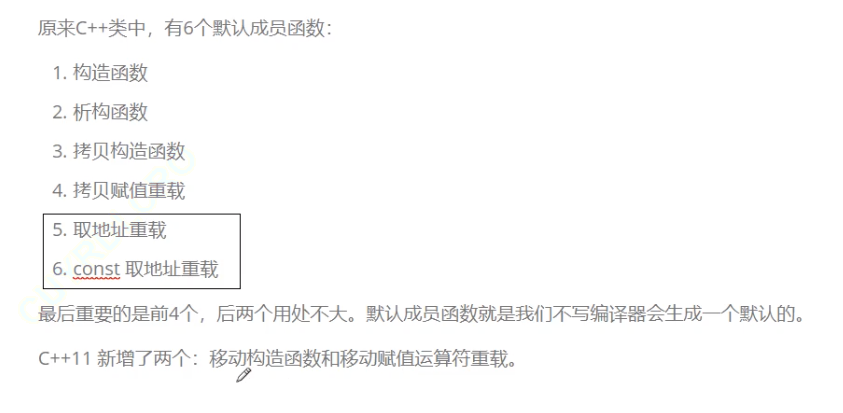 原来C++类中，有6个默认成员函数：
1. 构造函数
2. 析构函数
3. 拷贝构造函数
4. 拷贝赋值重载
5. 取地址重载
6. const 取地址重载
最后重要的是前4个，后两个用处不大。默认成员函数就是我们不写编译器会生成一个默认的。
C++11 新增了两个：移动构造函数和移动赋值运算符重载。